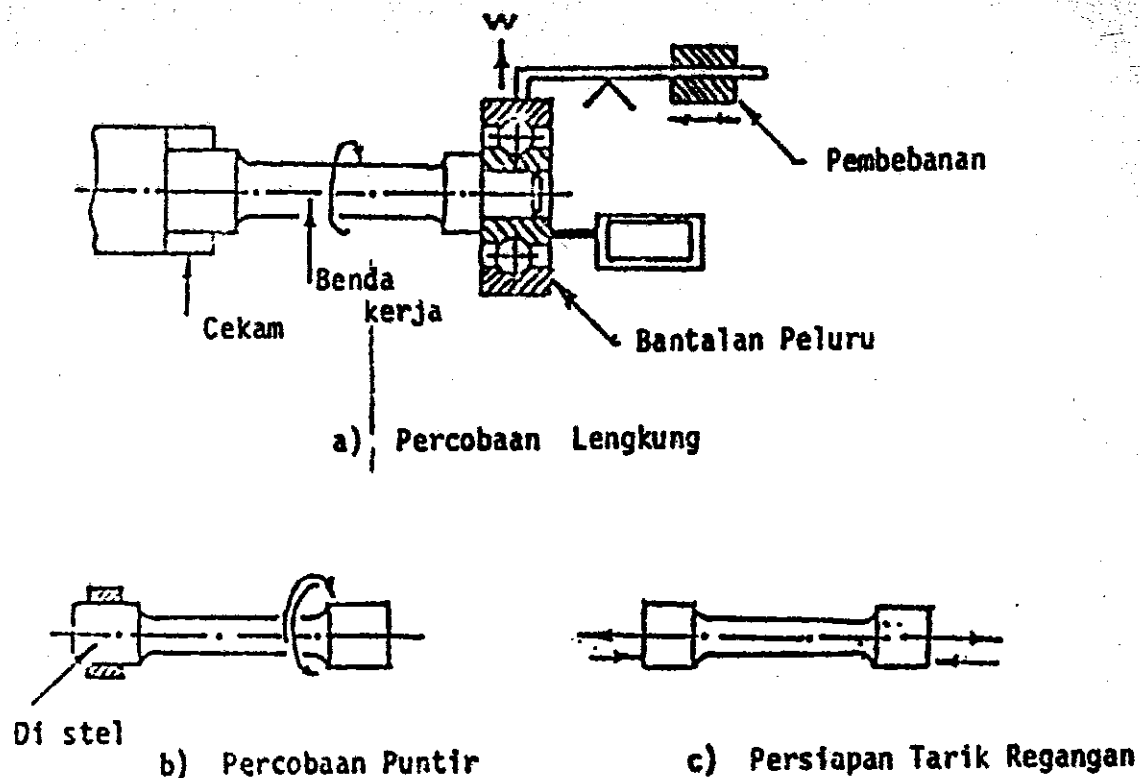 W
Pembebanan
Benda
kerja
Cekam
Bantalan Peluru
a) Percobaan Lengkung
Di stel
b) Percobaan Puntir
c) Persiapan Tarik Regangan